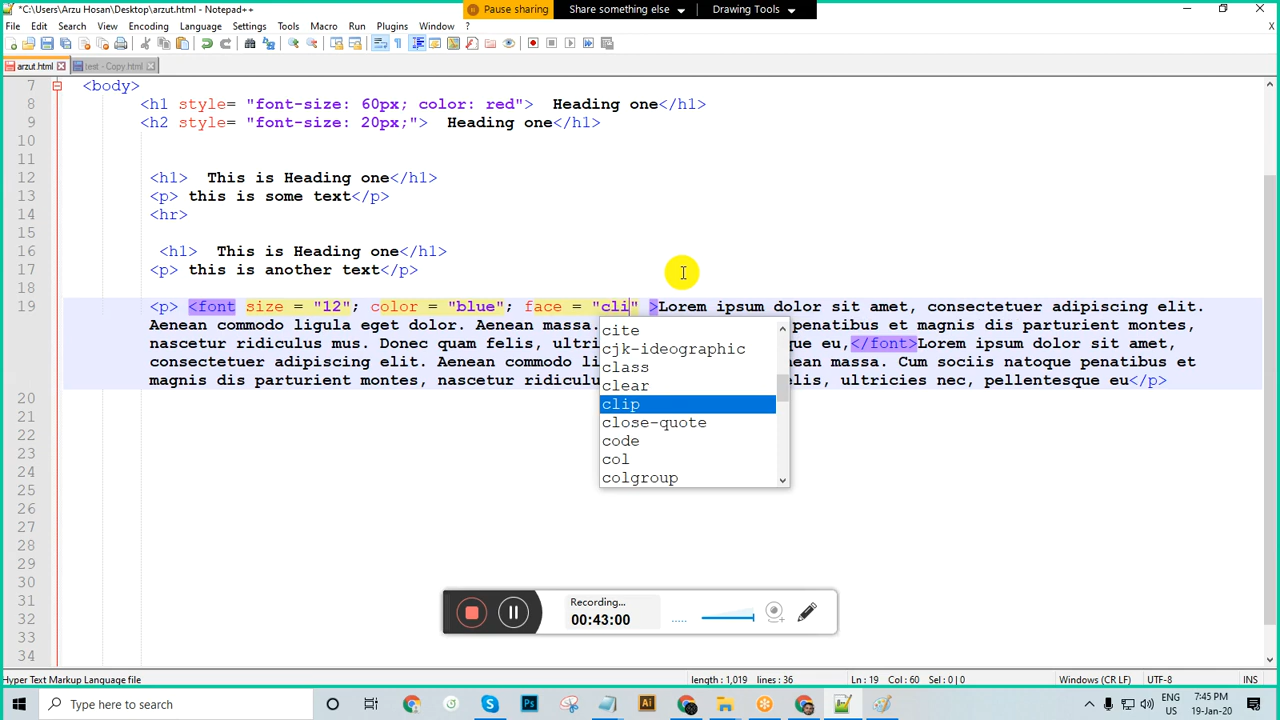 *C:\Users\Arzu Hosan\Desktop\arzut.html - Notepad++
Pause sharing
Share something else
Drawing Tools
File Edit Search View Encoding Language Settings Tools Macro Run Plugins Window ?
X
arzut.html
test - Copy.html
7 <body>
8 <h1 style= "font-size: 60px; color: red">  Heading one</h1>
9 <h2 style= "font-size: 20px;">  Heading one</h1>
10
11
12 <h1>  This is Heading one</h1>
13 <p> this is some text</p>
14 <hr>
15
16 <h1>  This is Heading one</h1>
17 <p> this is another text</p>
18
19 <p> <font size = "12"; color = "blue"; face = "cli" >Lorem ipsum dolor sit amet, consectetuer adipiscing elit.
Aenean commodo ligula eget dolor. Aenean massa. penatibus et magnis dis parturient montes,
nascetur ridiculus mus. Donec quam felis, ultri que eu,</font>Lorem ipsum dolor sit amet,
consectetuer adipiscing elit. Aenean commodo li nean massa. Cum sociis natoque penatibus et
magnis dis parturient montes, nascetur ridiculu elis, ultricies nec, pellentesque eu</p>
cite
cjk-ideographic
class
clear
clip
close-quote
code
col
colgroup
20
21
22
23
24
25
26
27
28
29
30
31
32
33
34
Recording...
00:43:00
Hyper Text Markup Language file
length : 1,019 lines : 36
Ln : 19 Col : 60 Sel : 0 | 0
Windows (CR LF)
UTF-8
INS
Type here to search
Ps
Ai
ENG
US
7:45 PM
19-Jan-20